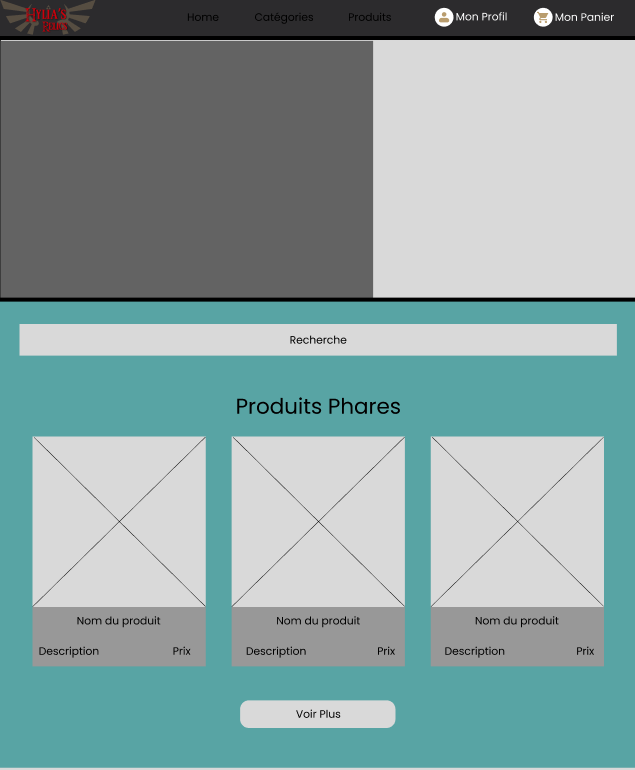 HYLIA'S
Home Catégories Produits Mon Profil Mon Panier
Recherche
Produits Phares
Nom du produit Nom du produit Nom du produit
Description Prix Description Prix Description Prix
Voir Plus